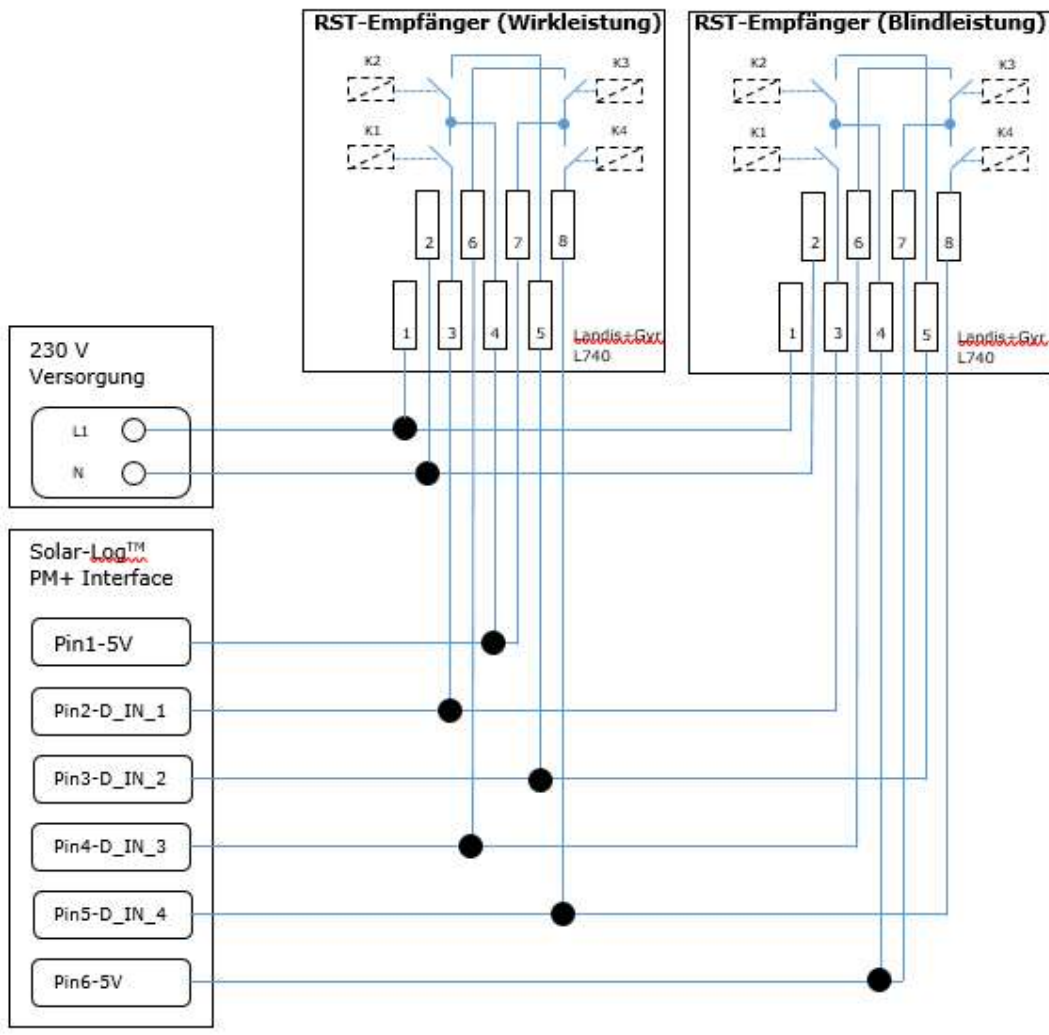 RST-Empfänger (Wirkleistung)
K2
K3
K1
K4
2
6
7
8
1
3
4
5
Landis+Gyr
L740
RST-Empfänger (Blindleistung)
K2
K3
K1
K4
2
6
7
8
1
3
4
5
Landis+Gyr
L740
230 V
Versorgung
L1
N
Solar-Log™
PM+ Interface
Pin1-5V
Pin2-D_IN_1
Pin3-D_IN_2
Pin4-D_IN_3
Pin5-D_IN_4
Pin6-5V